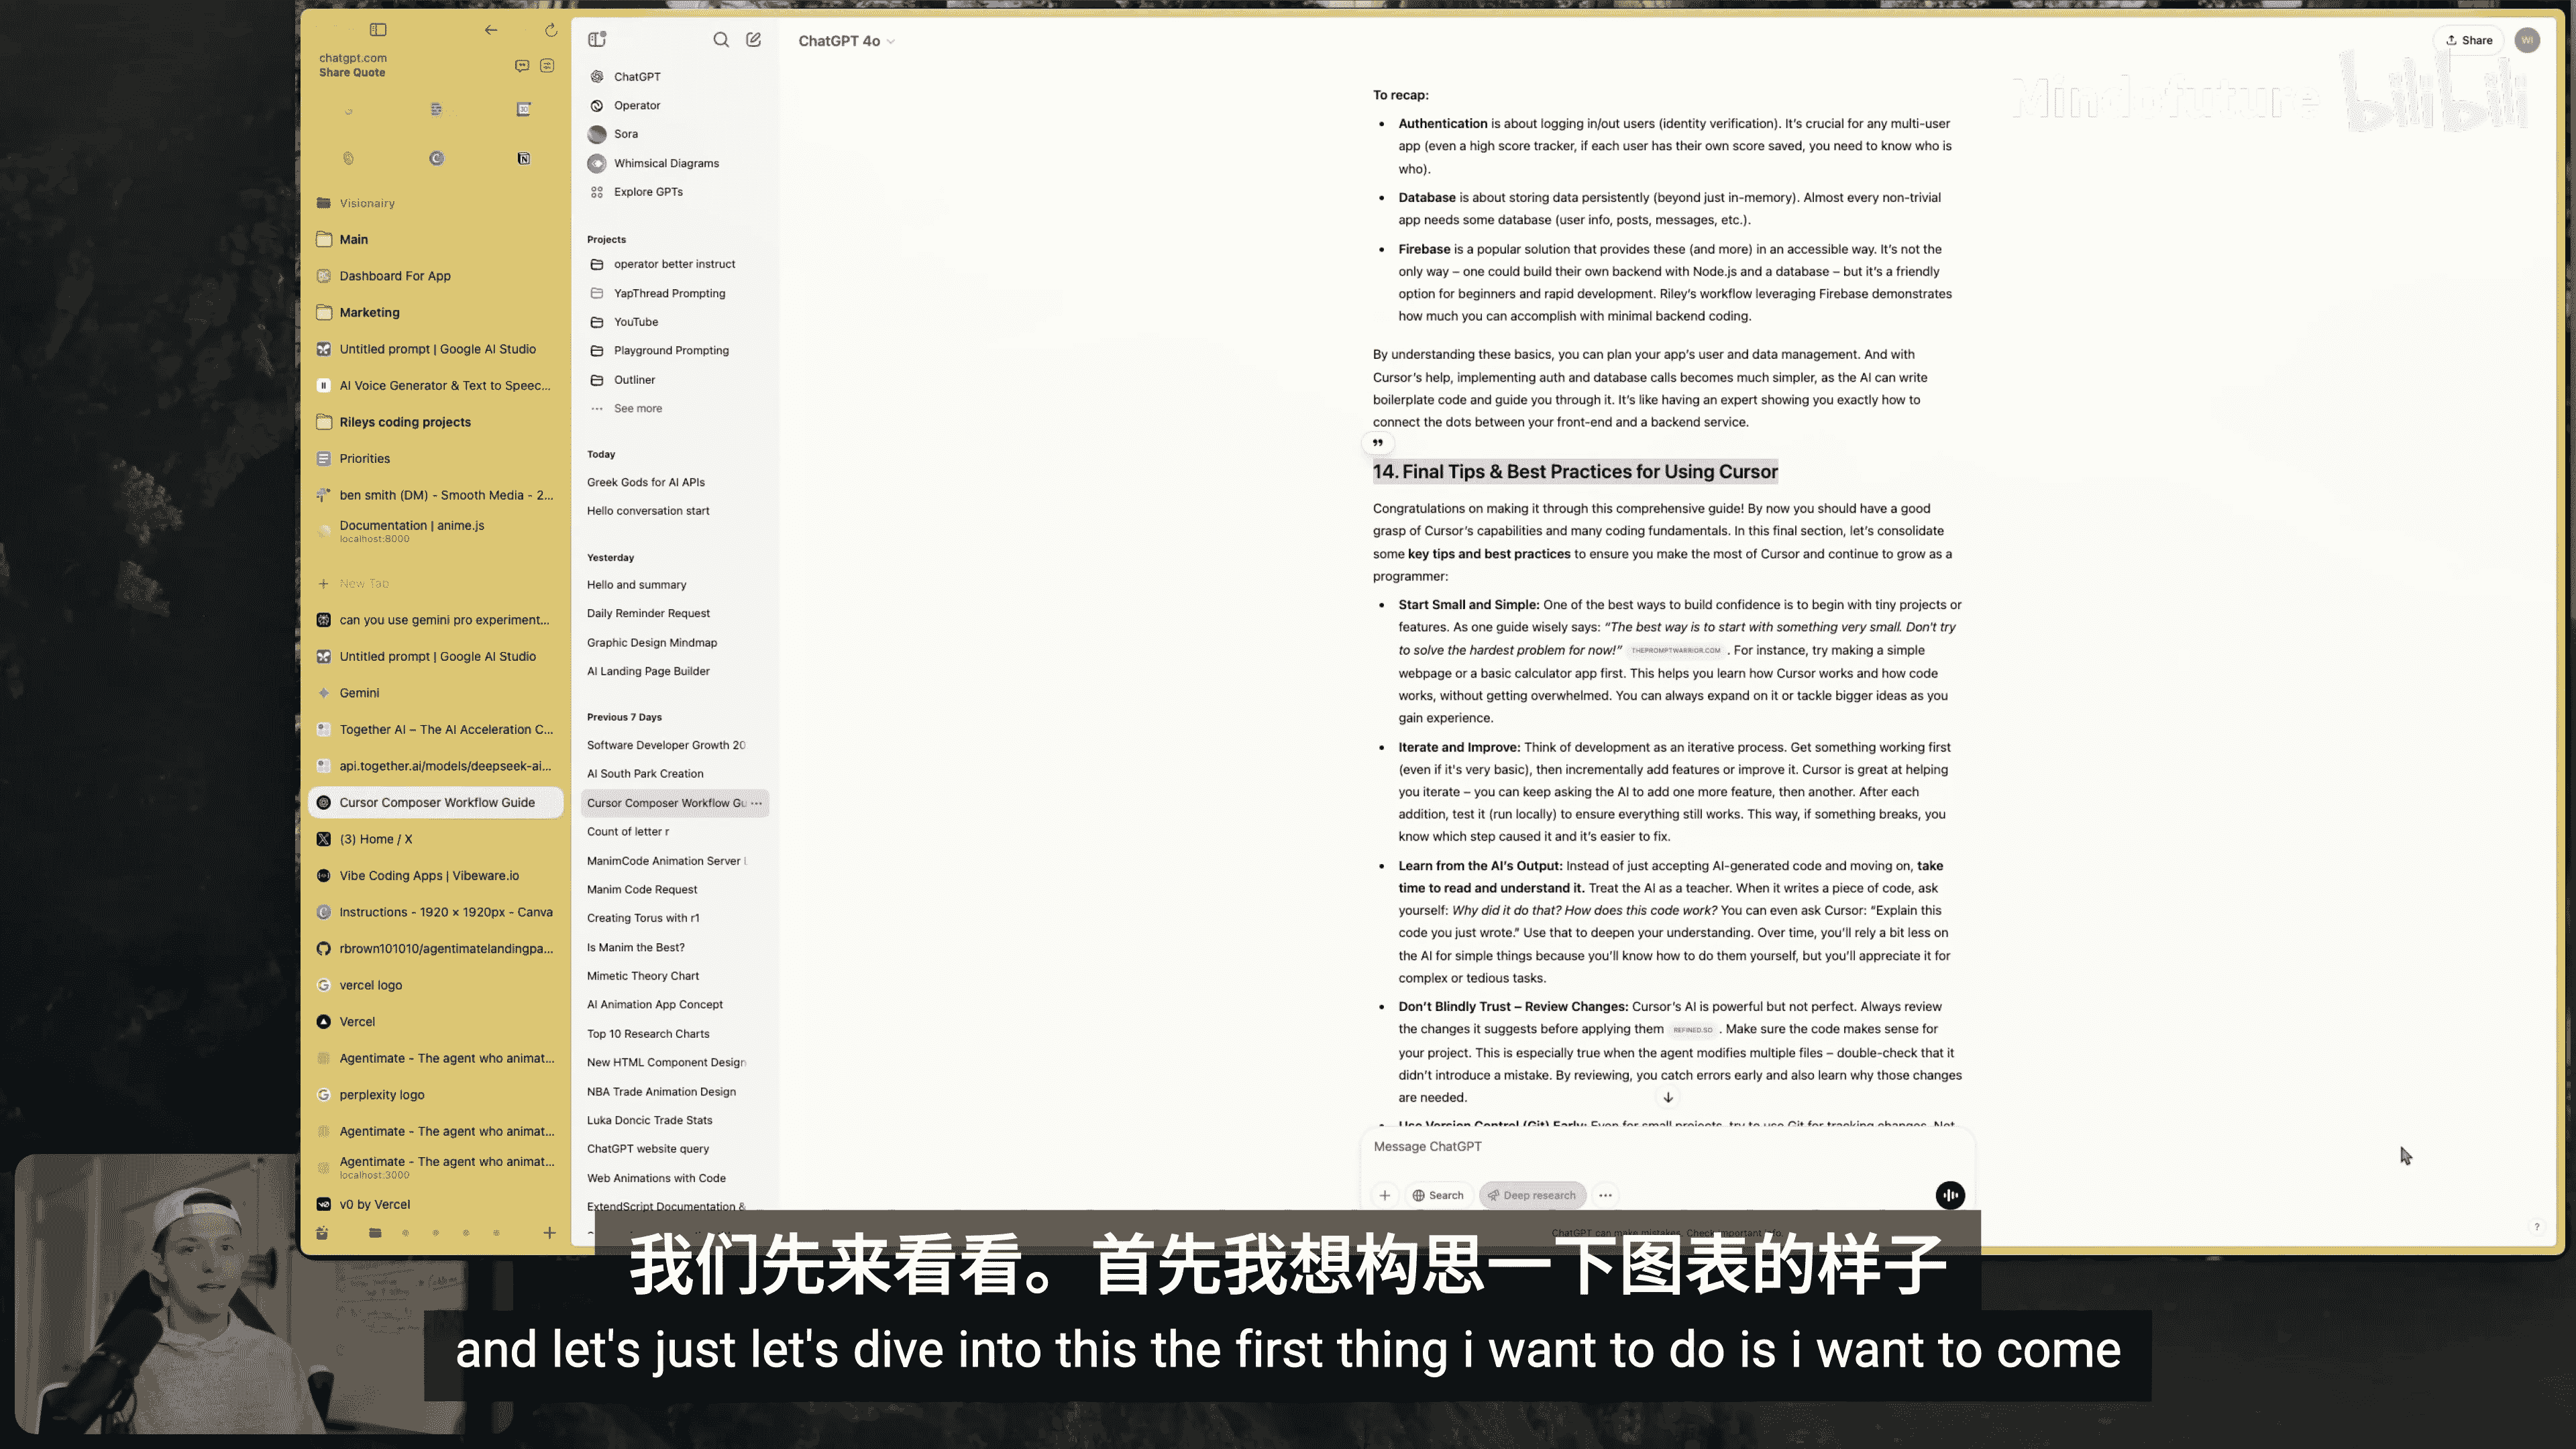 chatgpt.com
Share Quote
Visionairy
Main
Dashboard For App
Marketing
Untitled prompt | Google AI Studio
AI Voice Generator & Text to Speec...
Rileys coding projects
Priorities
ben smith (DM) - Smooth Media - 2...
Documentation | anime.js
localhost:8000
New Tab
can you use gemini pro experiment...
Untitled prompt | Google AI Studio
Gemini
Together AI – The AI Acceleration C...
api.together.ai/models/deepseek-ai...
Cursor Composer Workflow Guide
(3) Home / X
Vibe Coding Apps | Vibeware.io
Instructions - 1920 × 1920px - Canva
rbrown101010/agentimatelandingpa...
vercel logo
Vercel
Agentimate - The agent who animat...
perplexity logo
Agentimate - The agent who animat...
Agentimate - The agent who animat...
localhost:3000
v0 by Vercel
ChatGPT
Operator
Sora
Whimsical Diagrams
Explore GPTs
Projects
operator better instruct
YapThread Prompting
YouTube
Playground Prompting
Outliner
See more
Today
Greek Gods for AI APIs
Hello conversation start
Yesterday
Hello and summary
Daily Reminder Request
Graphic Design Mindmap
AI Landing Page Builder
Previous 7 Days
Software Developer Growth 20
AI South Park Creation
Cursor Composer Workflow Gu ...
Count of letter r
ManimCode Animation Server
Manim Code Request
Creating Torus with r1
Is Manim the Best?
Mimetic Theory Chart
AI Animation App Concept
Top 10 Research Charts
New HTML Component Design
NBA Trade Animation Design
Luka Doncic Trade Stats
ChatGPT website query
Web Animations with Code
ExtendScript Documentation &
ChatGPT 4o
Share
WI
Mindofuture bilibili
To recap:
• Authentication is about logging in/out users (identity verification). It's crucial for any multi-user
app (even a high score tracker, if each user has their own score saved, you need to know who is
who).
• Database is about storing data persistently (beyond just in-memory). Almost every non-trivial
app needs some database (user info, posts, messages, etc.).
• Firebase is a popular solution that provides these (and more) in an accessible way. It's not the
only way – one could build their own backend with Node.js and a database – but it's a friendly
option for beginners and rapid development. Riley's workflow leveraging Firebase demonstrates
how much you can accomplish with minimal backend coding.
By understanding these basics, you can plan your app's user and data management. And with
Cursor's help, implementing auth and database calls becomes much simpler, as the AI can write
boilerplate code and guide you through it. It's like having an expert showing you exactly how to
connect the dots between your front-end and a backend service.
14. Final Tips & Best Practices for Using Cursor
Congratulations on making it through this comprehensive guide! By now you should have a good
grasp of Cursor's capabilities and many coding fundamentals. In this final section, let's consolidate
some key tips and best practices to ensure you make the most of Cursor and continue to grow as a
programmer:
• Start Small and Simple: One of the best ways to build confidence is to begin with tiny projects or
features. As one guide wisely says: "The best way is to start with something very small. Don't try
to solve the hardest problem for now!" THEPROMPTWARRIOR.COM . For instance, try making a simple
webpage or a basic calculator app first. This helps you learn how Cursor works and how code
works, without getting overwhelmed. You can always expand on it or tackle bigger ideas as you
gain experience.
• Iterate and Improve: Think of development as an iterative process. Get something working first
(even if it's very basic), then incrementally add features or improve it. Cursor is great at helping
you iterate – you can keep asking the AI to add one more feature, then another. After each
addition, test it (run locally) to ensure everything still works. This way, if something breaks, you
know which step caused it and it's easier to fix.
• Learn from the AI's Output: Instead of just accepting AI-generated code and moving on, take
time to read and understand it. Treat the AI as a teacher. When it writes a piece of code, ask
yourself: Why did it do that? How does this code work? You can even ask Cursor: "Explain this
code you just wrote." Use that to deepen your understanding. Over time, you'll rely a bit less on
the AI for simple things because you'll know how to do them yourself, but you'll appreciate it for
complex or tedious tasks.
• Don't Blindly Trust – Review Changes: Cursor's AI is powerful but not perfect. Always review
the changes it suggests before applying them REFINED.SO . Make sure the code makes sense for
your project. This is especially true when the agent modifies multiple files – double-check that it
didn't introduce a mistake. By reviewing, you catch errors early and also learn why those changes
are needed.
• Use Version Control (Git) Early: Even for small projects, try to use Git for tracking changes. Not
Message ChatGPT
Search
Deep research
ChatGPT can make mistakes. Check important info.
?
我们先来看看。首先我想构思一下图表的样子
and let's just let's dive into this the first thing i want to do is i want to come